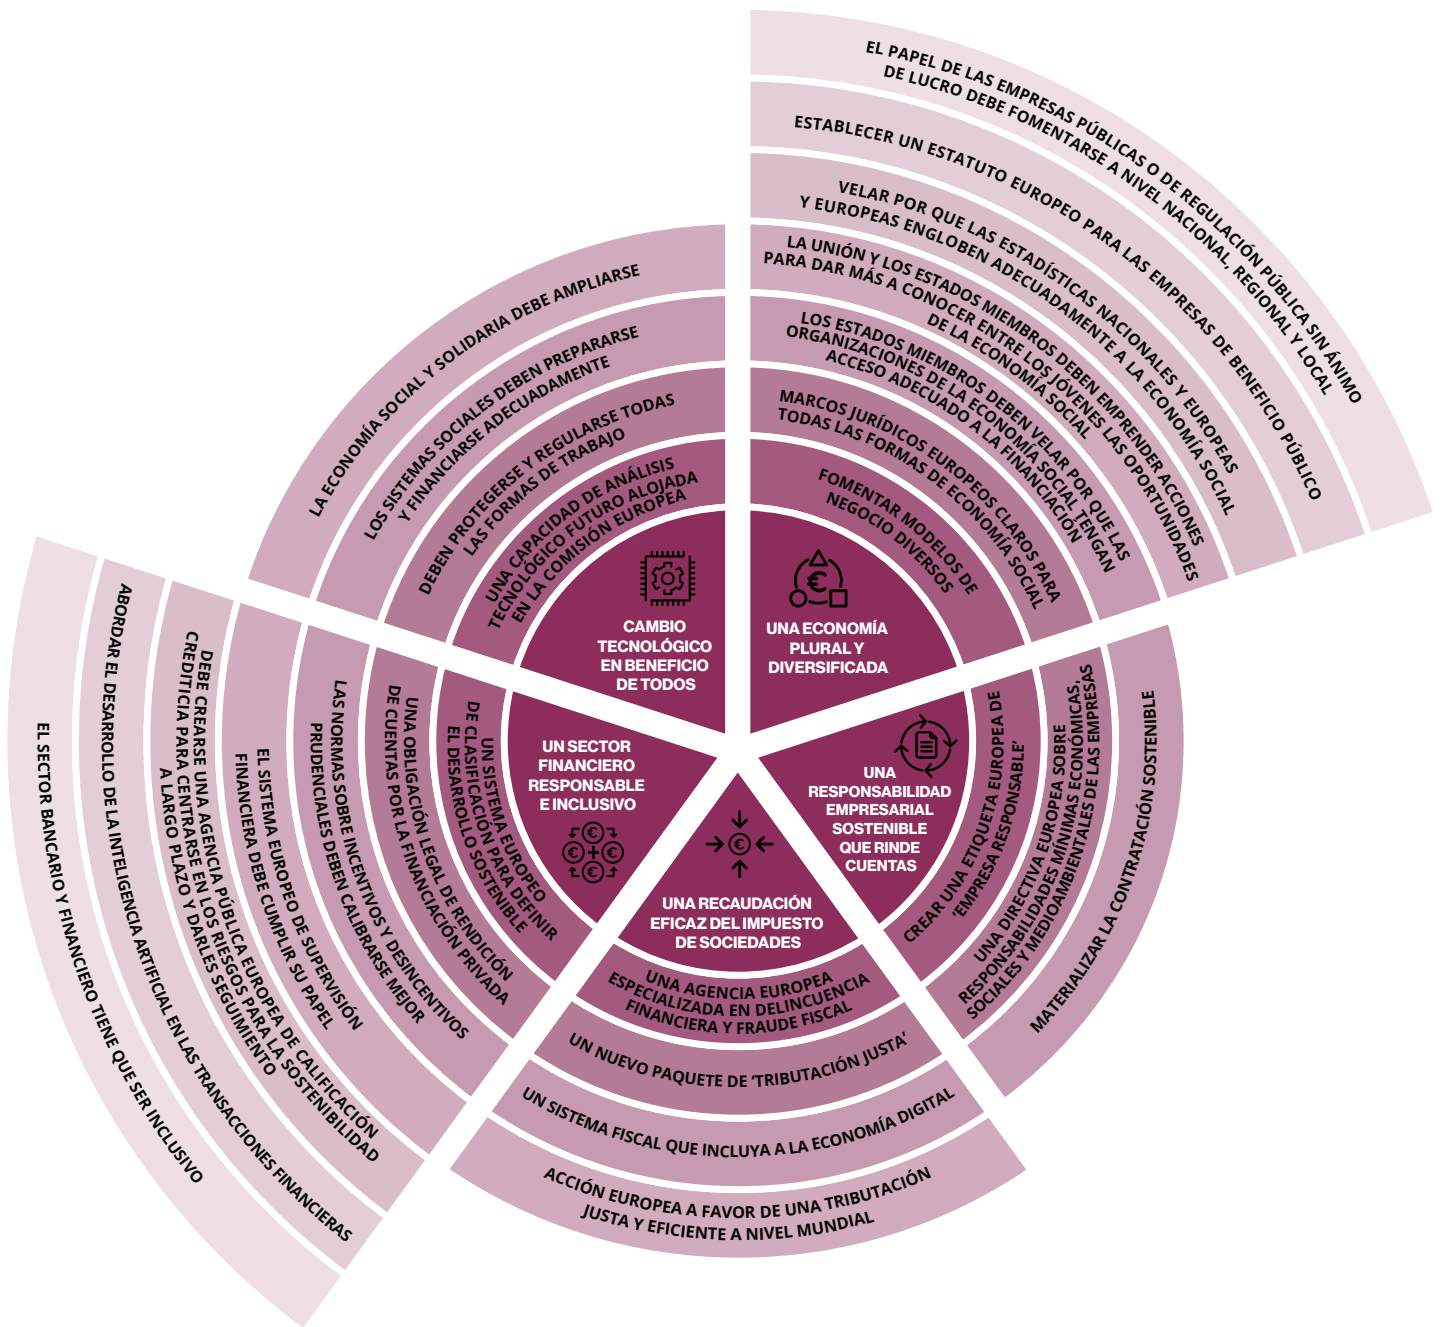 EL PAPEL DE LAS EMPRESAS PÚBLICAS O DE REGULACIÓN PÚBLICA SIN ÁNIMO
DE LUCRO DEBE FOMENTARSE A NIVEL NACIONAL, REGIONAL Y LOCAL
ESTABLECER UN ESTATUTO EUROPEO PARA LAS EMPRESAS DE BENEFICIO PÚBLICO
VELAR POR QUE LAS ESTADÍSTICAS NACIONALES Y EUROPEAS
Y EUROPEAS ENGLOBEN ADECUADAMENTE A LA ECONOMÍA SOCIAL
LA UNIÓN Y LOS ESTADOS MIEMBROS DEBEN EMPRENDER ACCIONES
PARA DAR MÁS A CONOCER ENTRE LOS JÓVENES LAS OPORTUNIDADES
DE LA ECONOMÍA SOCIAL
LOS ESTADOS MIEMBROS DEBEN VELAR POR QUE LAS
ORGANIZACIONES DE LA ECONOMÍA SOCIAL TENGAN
ACCESO ADECUADO A LA FINANCIACIÓN
MARCOS JURÍDICOS EUROPEOS CLAROS PARA
TODAS LAS FORMAS DE ECONOMÍA SOCIAL
FOMENTAR MODELOS DE
NEGOCIO DIVERSOS
€
UNA ECONOMÍA
PLURAL Y
DIVERSIFICADA
MATERIALIZAR LA CONTRATACIÓN SOSTENIBLE
UNA DIRECTIVA EUROPEA SOBRE
RESPONSABILIDADES MÍNIMAS ECONÓMICAS,
SOCIALES Y MEDIOAMBIENTALES DE LAS EMPRESAS
CREAR UNA ETIQUETA EUROPEA DE
‘EMPRESA RESPONSABLE’
UNA
RESPONSABILIDAD
EMPRESARIAL
SOSTENIBLE
QUE RINDE
CUENTAS
€
UNA RECAUDACIÓN
EFICAZ DEL IMPUESTO
DE SOCIEDADES
UNA AGENCIA EUROPEA
ESPECIALIZADA EN DELINCUENCIA
FINANCIERA Y FRAUDE FISCAL
UN NUEVO PAQUETE DE ‘TRIBUTACIÓN JUSTA’
UN SISTEMA FISCAL QUE INCLUYA A LA ECONOMÍA DIGITAL
ACCIÓN EUROPEA A FAVOR DE UNA TRIBUTACIÓN
JUSTA Y EFICIENTE A NIVEL MUNDIAL
UN SECTOR
FINANCIERO
RESPONSABLE
E INCLUSIVO
€
€ + €
€
UN SISTEMA EUROPEO
DE CLASIFICACIÓN PARA DEFINIR
EL DESARROLLO SOSTENIBLE
UNA OBLIGACIÓN LEGAL DE RENDICIÓN
DE CUENTAS POR LA FINANCIACIÓN PRIVADA
LAS NORMAS SOBRE INCENTIVOS Y DESINCENTIVOS
PRUDENCIALES DEBEN CALIBRARSE MEJOR
EL SISTEMA EUROPEO DE SUPERVISIÓN
FINANCIERA DEBE CUMPLIR SU PAPEL
DEBE CREARSE UNA AGENCIA PÚBLICA EUROPEA DE CALIFICACIÓN
CREDITICIA PARA CENTRARSE EN LOS RIESGOS PARA LA SOSTENIBILIDAD
A LARGO PLAZO Y DARLES SEGUIMIENTO
ABORDAR EL DESARROLLO DE LA INTELIGENCIA ARTIFICIAL EN LAS TRANSACCIONES FINANCIERAS
EL SECTOR BANCARIO Y FINANCIERO TIENE QUE SER INCLUSIVO
LA ECONOMÍA SOCIAL Y SOLIDARIA DEBE AMPLIARSE
LOS SISTEMAS SOCIALES DEBEN PREPARARSE
Y FINANCIARSE ADECUADAMENTE
DEBEN PROTEGERSE Y REGULARSE TODAS
LAS FORMAS DE TRABAJO
UNA CAPACIDAD DE ANÁLISIS
TECNOLÓGICO FUTURO ALOJADA
EN LA COMISIÓN EUROPEA
CAMBIO
TECNOLÓGICO
EN BENEFICIO
DE TODOS